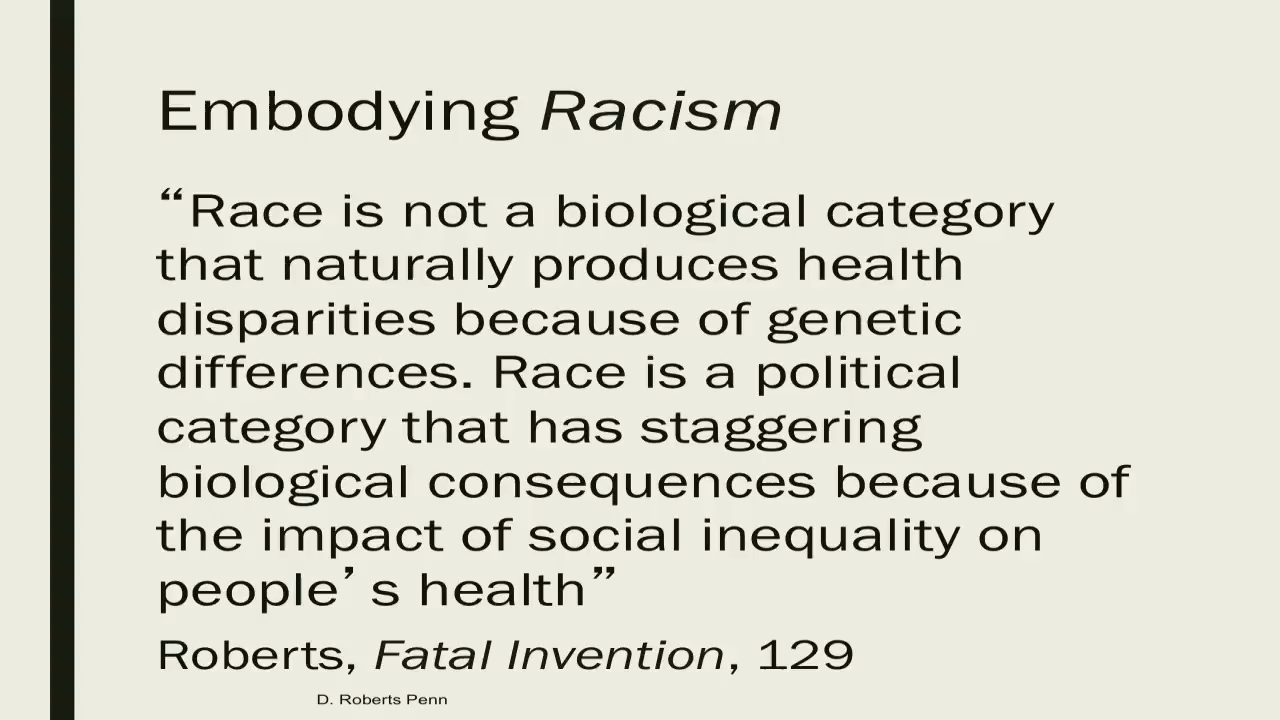 Embodying Racism
“Race is not a biological category
that naturally produces health
disparities because of genetic
differences. Race is a political
category that has staggering
biological consequences because of
the impact of social inequality on
people’s health”
Roberts, Fatal Invention, 129
D. Roberts Penn